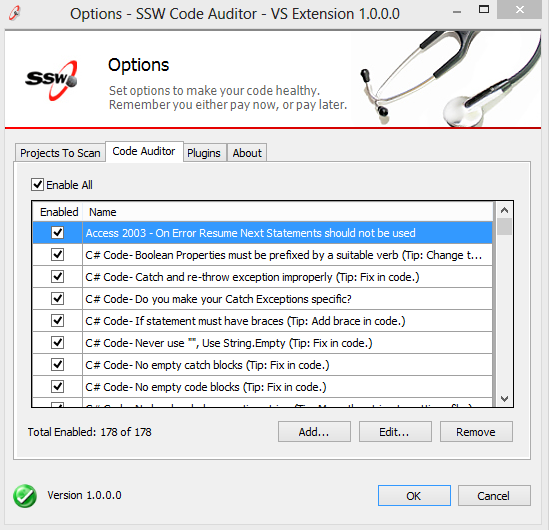 Options - SSW Code Auditor - VS Extension 1.0.0.0
SSW
Options
Set options to make your code healthy.
Remember you either pay now, or pay later.
Projects To Scan Code Auditor Plugins About
Enable All
Enabled Name
Access 2003 - On Error Resume Next Statements should not be used
C# Code- Boolean Properties must be prefixed by a suitable verb (Tip: Change t...
C# Code- Catch and re-throw exception improperly (Tip: Fix in code.)
C# Code- Do you make your Catch Exceptions specific?
C# Code- If statement must have braces (Tip: Add brace in code.)
C# Code- Never use "", Use String.Empty (Tip: Fix in code.)
C# Code- No empty catch blocks (Tip: Fix in code.)
C# Code- No empty code blocks (Tip: Fix in code.)
Total Enabled: 178 of 178 Add... Edit... Remove
Version 1.0.0.0 OK Cancel